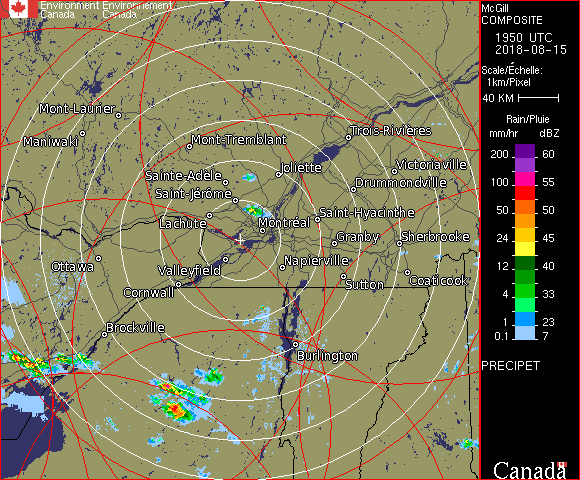 Environment Environnement
Canada Canada
McGill
COMPOSITE
1950 UTC
2018-08-15
Scale/Échelle:
1km/Pixel
40 KM
Rain/Pluie
mm/hr dBZ
200 60
100 55
50 50
24 45
12 40
4 33
1 23
0.1 7
PRECIPET
Canada
Mont-Laurier
Maniwaki
Mont-Tremblant
Trois-Rivières
Sainte-Adèle
Joliette
Victoriaville
Saint-Jérôme
Drummondville
Lachute
Montréal
Saint-Hyacinthe
Granby
Sherbrooke
Ottawa
Valleyfield
Napierville
Cornwall
Sutton
Coaticook
Brockville
Burlington